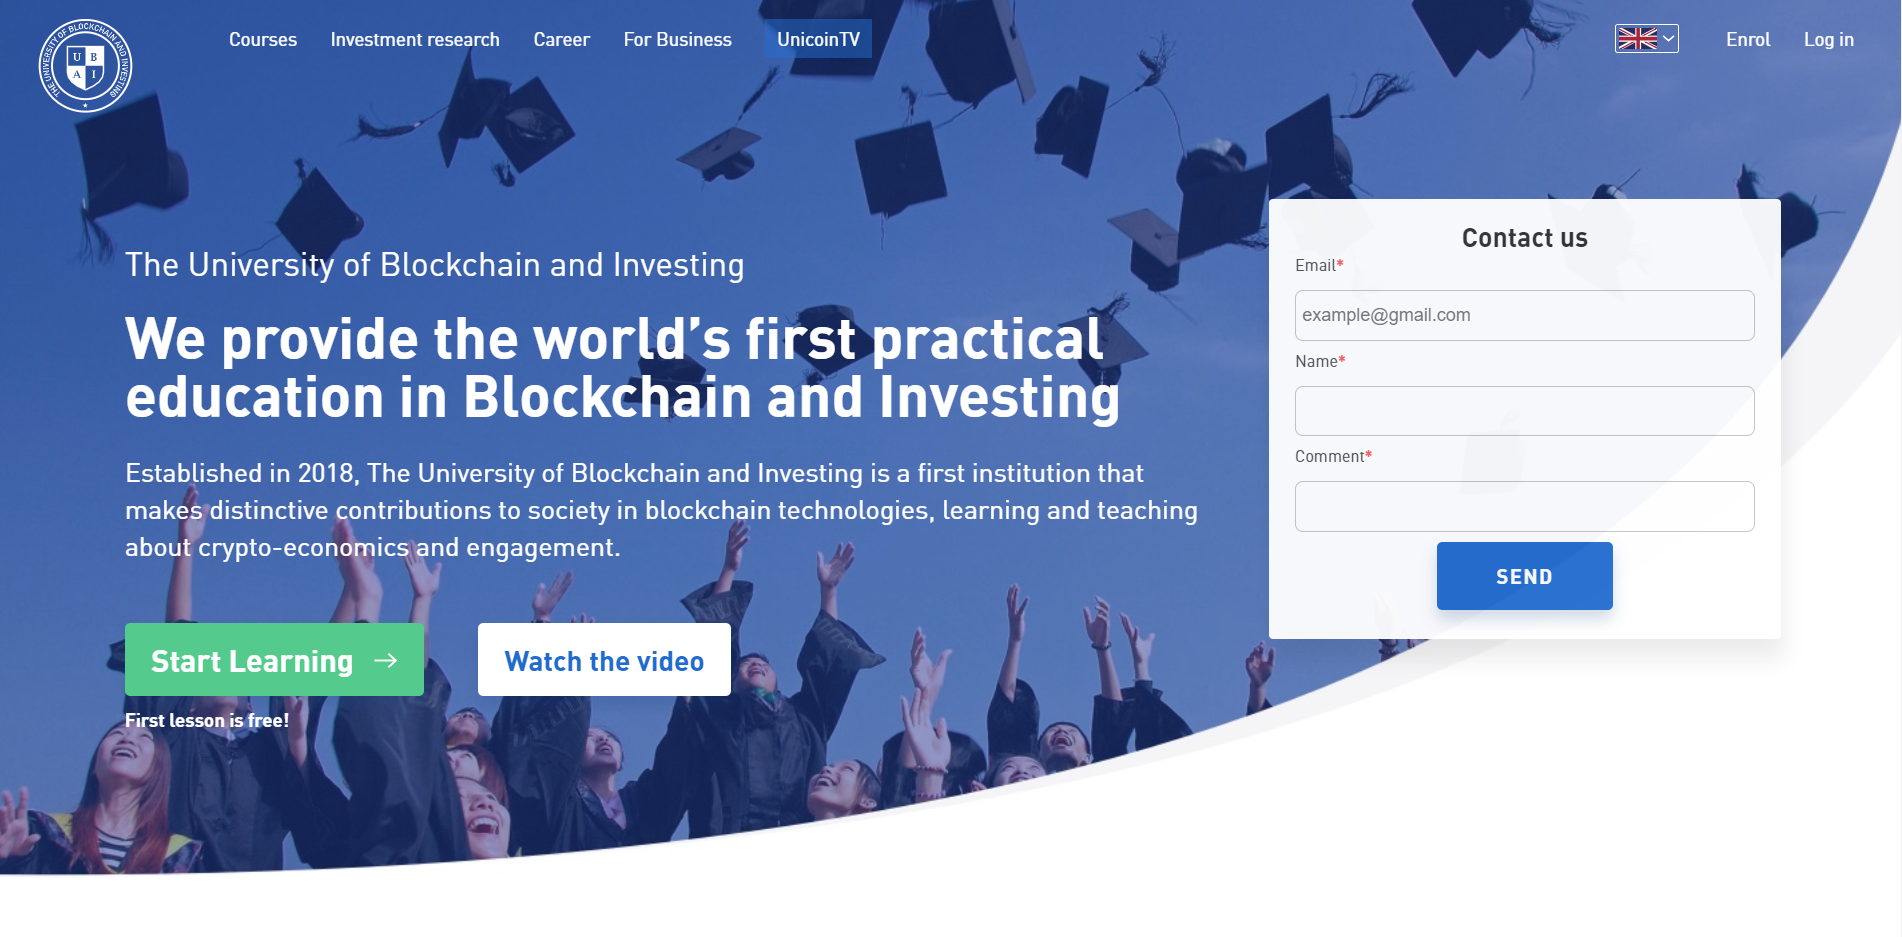 THE UNIVERSITY OF BLOCKCHAIN AND INVESTING
U B
A I
Courses
Investment research
Career
For Business
UnicoinTV
Enrol
Log in
The University of Blockchain and Investing
We provide the world’s first practical
education in Blockchain and Investing
Established in 2018, The University of Blockchain and Investing is a first institution that
makes distinctive contributions to society in blockchain technologies, learning and teaching
about crypto-economics and engagement.
Start Learning →
Watch the video
First lesson is free!
Contact us
Email*
example@gmail.com
Name*
Comment*
SEND